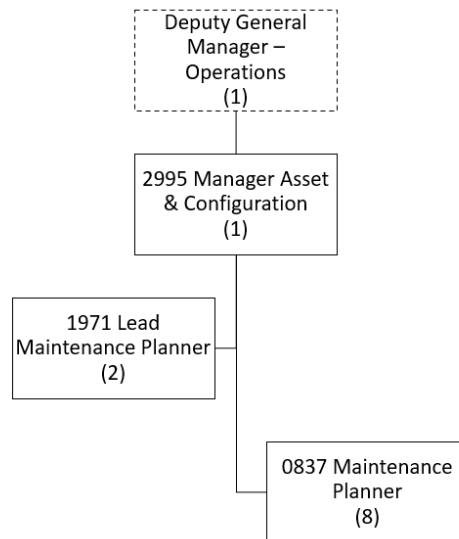 Deputy General
Manager –
Operations
(1)
2995 Manager Asset
& Configuration
(1)
1971 Lead
Maintenance Planner
(2)
0837 Maintenance
Planner
(8)